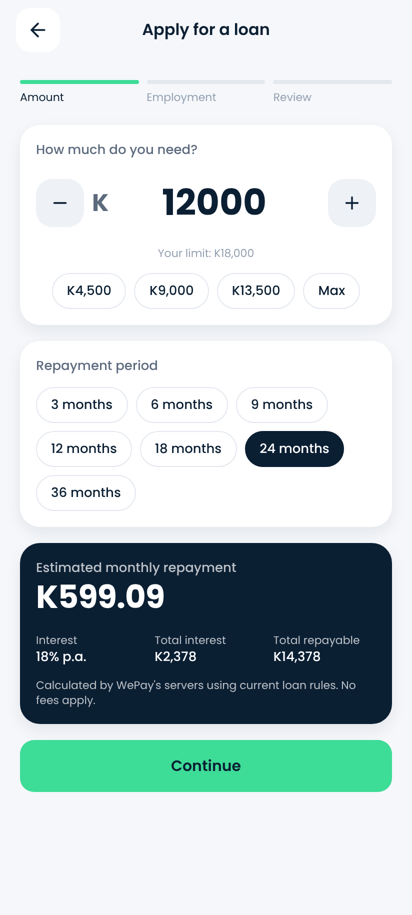 Apply for a loan
Amount
Employment
Review
How much do you need?
− K 12000 +
Your limit: K18,000
K4,500
K9,000
K13,500
Max
Repayment period
3 months
6 months
9 months
12 months
18 months
24 months
36 months
Estimated monthly repayment
K599.09
Interest
18% p.a.
Total interest
K2,378
Total repayable
K14,378
Calculated by WePay's servers using current loan rules. No
fees apply.
Continue